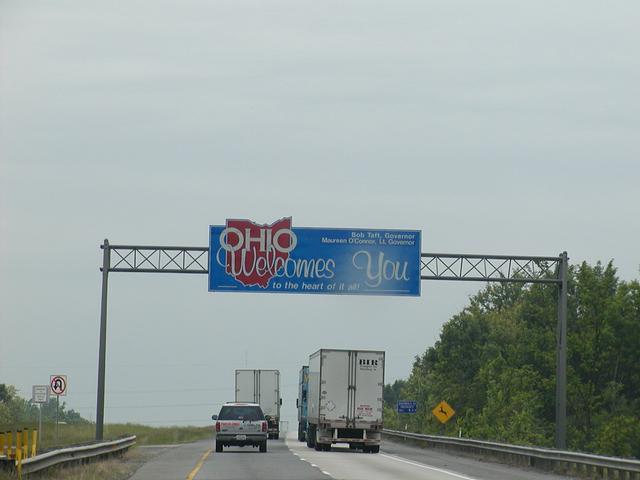 Bob Taft, Governor
Maureen O'Connor, Lt. Governor
OHIO
Welcomes You
to the heart of it all!